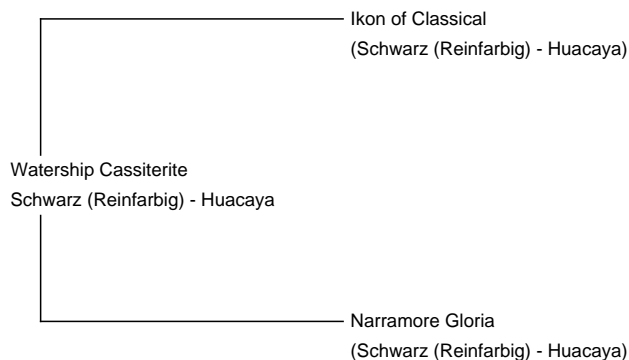 Ikon of Classical
(Schwarz (Reinfarbig) - Huacaya)
Watership Cassiterite
Schwarz (Reinfarbig) - Huacaya
Narramore Gloria
(Schwarz (Reinfarbig) - Huacaya)